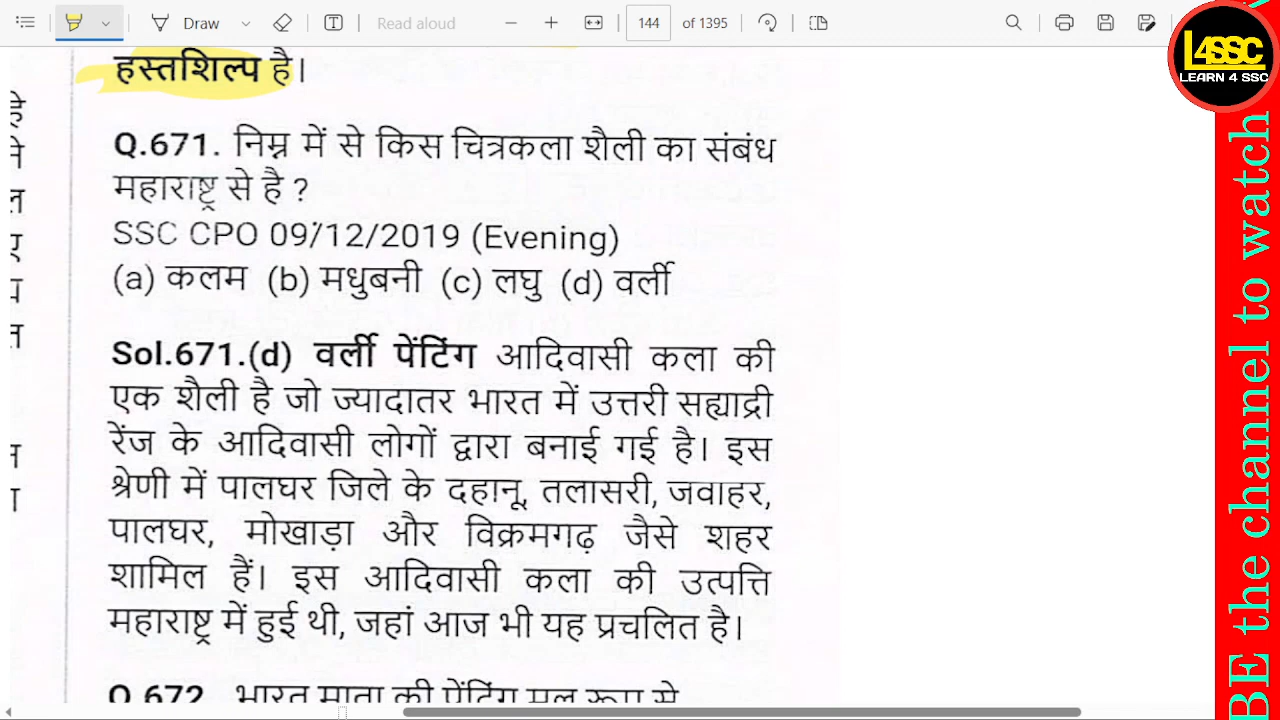 Draw
Read aloud
144 of 1395
L4SSC
LEARN 4 SSC
हस्तशिल्प है।
Q.671. निम्न में से किस चित्रकला शैली का संबंध
महाराष्ट्र से है ?
SSC CPO 09/12/2019 (Evening)
(a) कलम (b) मधुबनी (c) लघु (d) वर्ली
Sol.671.(d) वर्ली पेंटिंग आदिवासी कला की
एक शैली है जो ज्यादातर भारत में उत्तरी सह्याद्री
रेंज के आदिवासी लोगों द्वारा बनाई गई है। इस
श्रेणी में पालघर जिले के दहानू, तलासरी, जवाहर,
पालघर, मोखाड़ा और विक्रमगढ़ जैसे शहर
शामिल हैं। इस आदिवासी कला की उत्पत्ति
महाराष्ट्र में हुई थी, जहां आज भी यह प्रचलित है।
Q.672. भारत माता की पेंटिंग मूल रूप से
BE the channel to watch